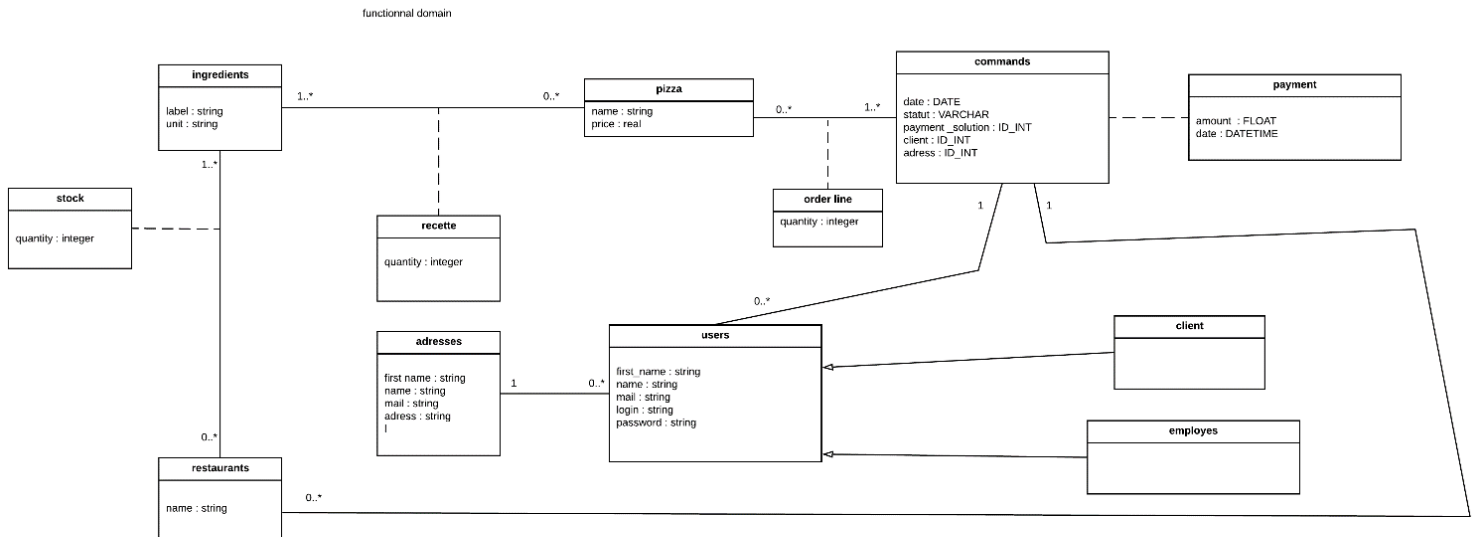 functionnal domain
ingredients
label : string
unit : string
1..*
0..*
pizza
name : string
price : real
0..*
1..*
commands
date : DATE
statut : VARCHAR
payment _solution : ID_INT
client : ID_INT
adress : ID_INT
payment
amount : FLOAT
date : DATETIME
1..*
stock
quantity : integer
recette
quantity : integer
order line
quantity : integer
1
1
0..*
adresses
first name : string
name : string
mail : string
adress : string
l
1
0..*
users
first_name : string
name : string
mail : string
login : string
password : string
client
employes
0..*
restaurants
name : string
0..*